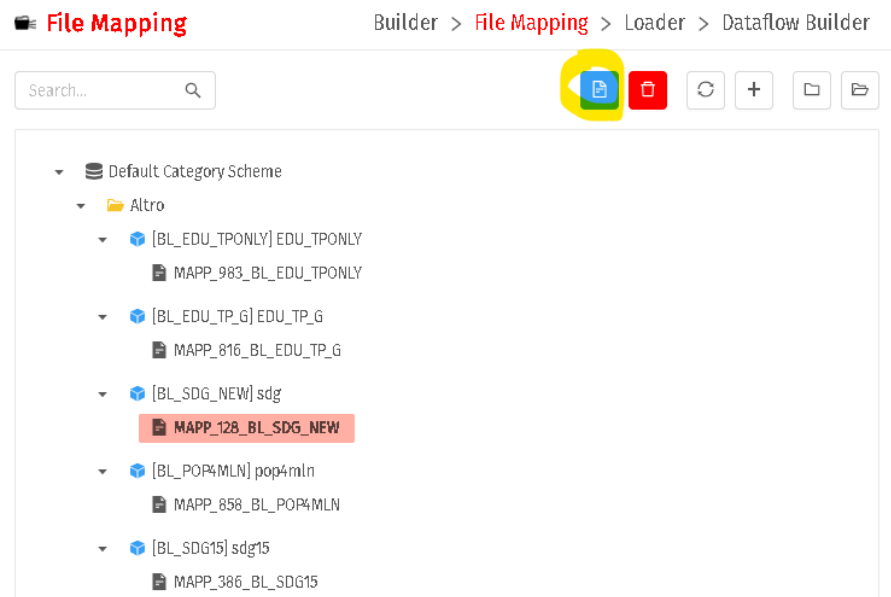 File Mapping
Builder > File Mapping > Loader > Dataflow Builder
Search...
Default Category Scheme
Altro
[BL_EDU_TPONLY] EDU_TPONLY
MAPP_983_BL_EDU_TPONLY
[BL_EDU_TP_G] EDU_TP_G
MAPP_816_BL_EDU_TP_G
[BL_SDG_NEW] sdg
MAPP_128_BL_SDG_NEW
[BL_POP4MLN] pop4mln
MAPP_858_BL_POP4MLN
[BL_SDG15] sdg15
MAPP_386_BL_SDG15